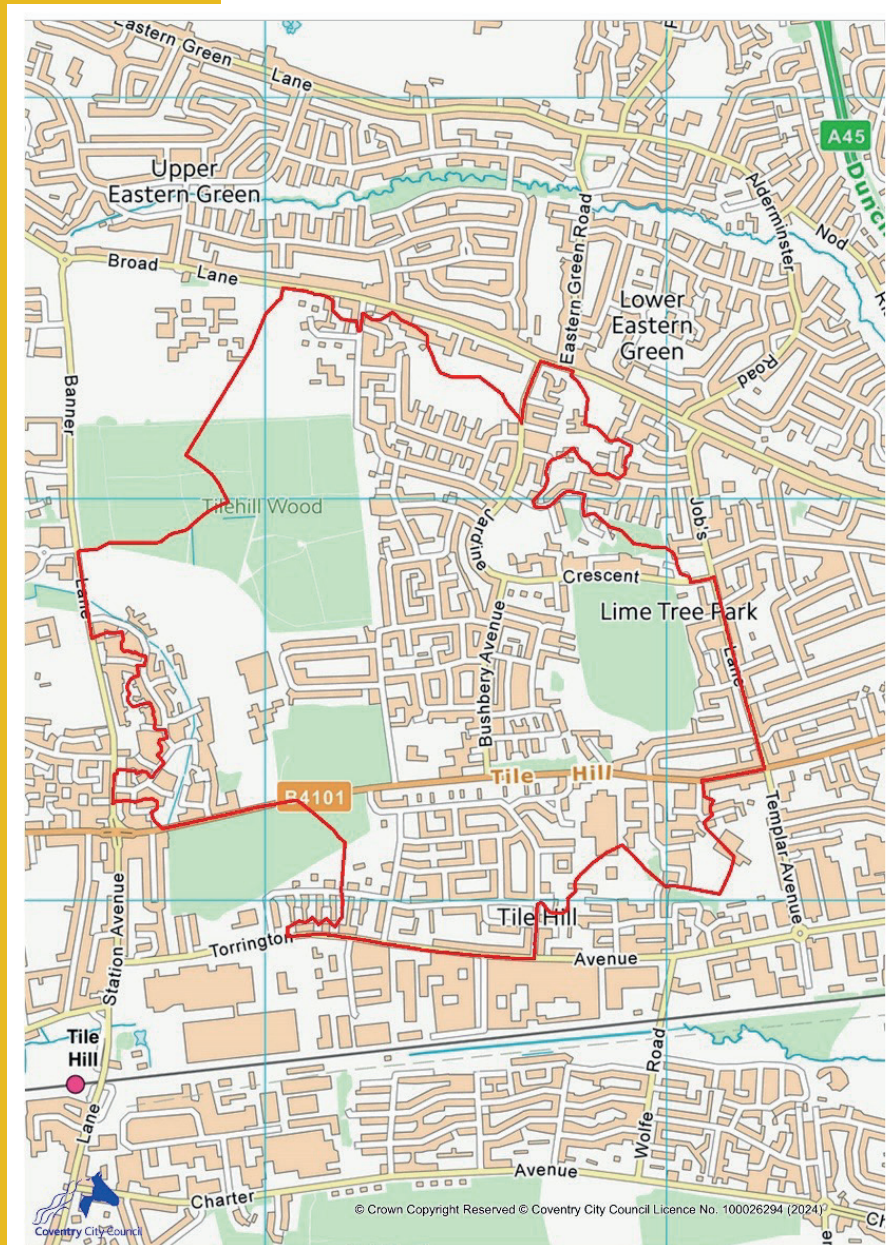 Eastern Green
Lane
A45
Dunch
Upper
Eastern Green
Alderminster
Nod
Eastern Green Road
Broad Lane
Lower
Eastern
Green
Road
Banner
Tilehill Wood
Job's
Jardine
Crescent
Lane
Lime Tree Park
Lane
Bushbery Avenue
Tile Hill
B4101
Templar Avenue
Station Avenue
Tile Hill
Torrington
Avenue
Tile
Hill
Road
Wolfe
Lane
Avenue
Charter
Coventry City Council
© Crown Copyright Reserved © Coventry City Council Licence No. 100026294 (2024)